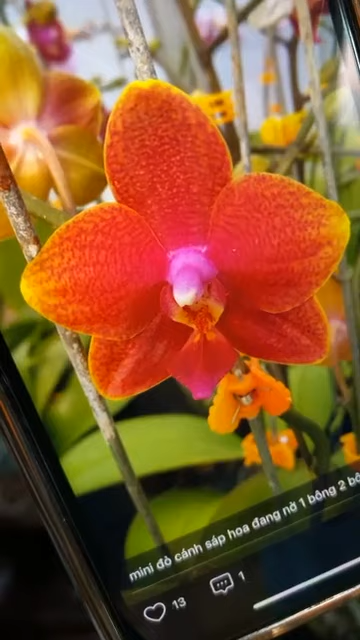 mini đỏ cánh sáp hoa đang nở 1 bông 2 bô
13 1